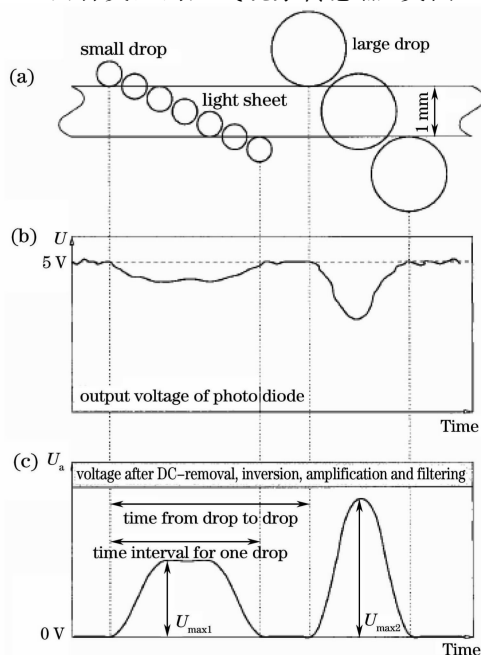 small drop
large drop
(a)
light sheet
1 mm
(b)
U
5 V
output voltage of photo diode
Time
(c)
Ua
voltage after DC-removal, inversion, amplification and filtering
time from drop to drop
time interval for one drop
Umax1
Umax2
0 V
Time